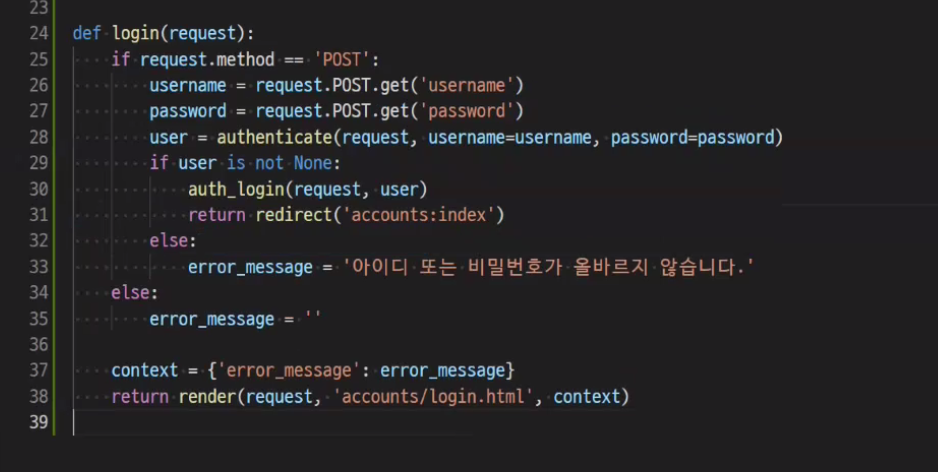 23
24 def login(request):
25     if request.method == 'POST':
26         username = request.POST.get('username')
27         password = request.POST.get('password')
28         user = authenticate(request, username=username, password=password)
29         if user is not None:
30             auth_login(request, user)
31             return redirect('accounts:index')
32         else:
33             error_message = '아이디 또는 비밀번호가 올바르지 않습니다.'
34     else:
35         error_message = ''
36
37     context = {'error_message': error_message}
38     return render(request, 'accounts/login.html', context)
39